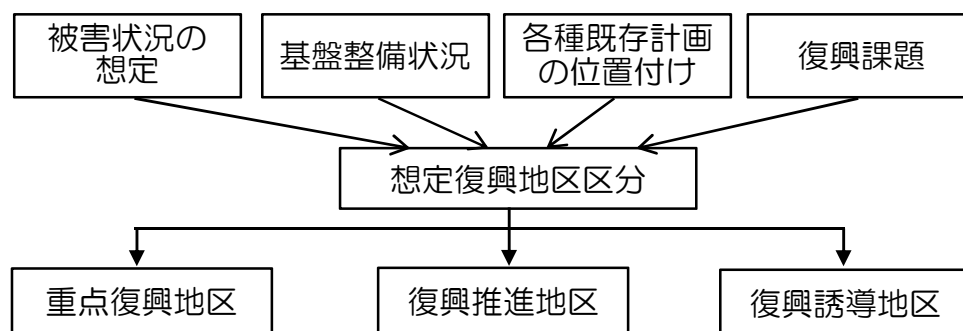 被害状況の
想定
基盤整備状況
各種既存計画
の位置付け
復興課題
想定復興地区区分
重点復興地区
復興推進地区
復興誘導地区